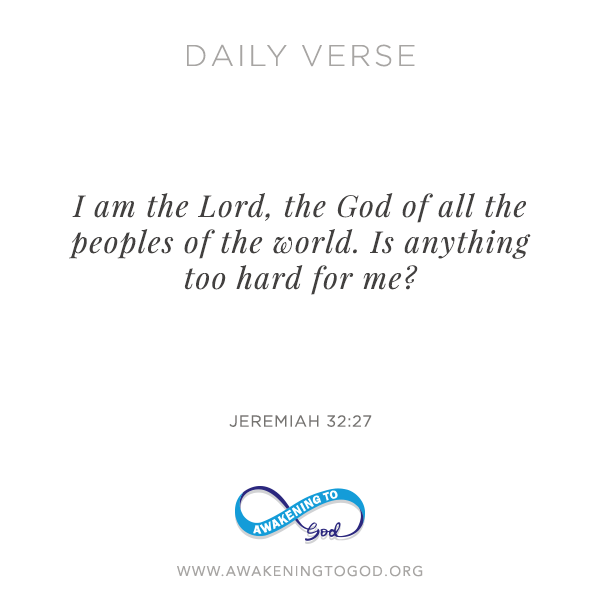 DAILY VERSE
I am the Lord, the God of all the
peoples of the world. Is anything
too hard for me?
JEREMIAH 32:27
AWAKENING TO
God
WWW.AWAKENINGTOGOD.ORG